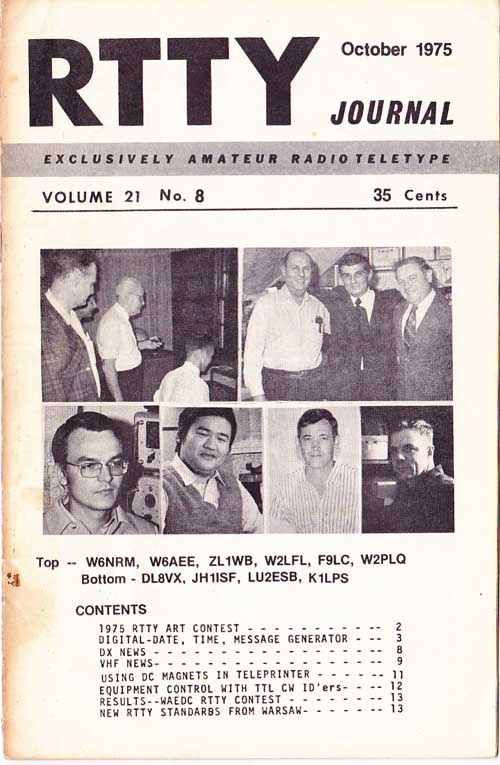 RTTY
October 1975
JOURNAL
EXCLUSIVELY AMATEUR RADIO TELETYPE
VOLUME 21 No. 8 35 Cents
Top -- W6NRM, W6AEE, ZL1WB, W2LFL, F9LC, W2PLQ
Bottom - DL8VX, JH1ISF, LU2ESB, K1LPS
CONTENTS
1975 RTTY ART CONTEST - - - - - - - - - - - 2
DIGITAL-DATE, TIME, MESSAGE GENERATOR - - - 3
DX NEWS - - - - - - - - - - - - - - - - - - 8
VHF NEWS- - - - - - - - - - - - - - - - - - 9
USING DC MAGNETS IN TELEPRINTER - - - - - - 11
EQUIPMENT CONTROL WITH TTL CW ID'ers- - - - 12
RESULTS--WAEDC RTTY CONTEST - - - - - - - - 13
NEW RTTY STANDARDS FROM WARSAW- - - - - - - 13